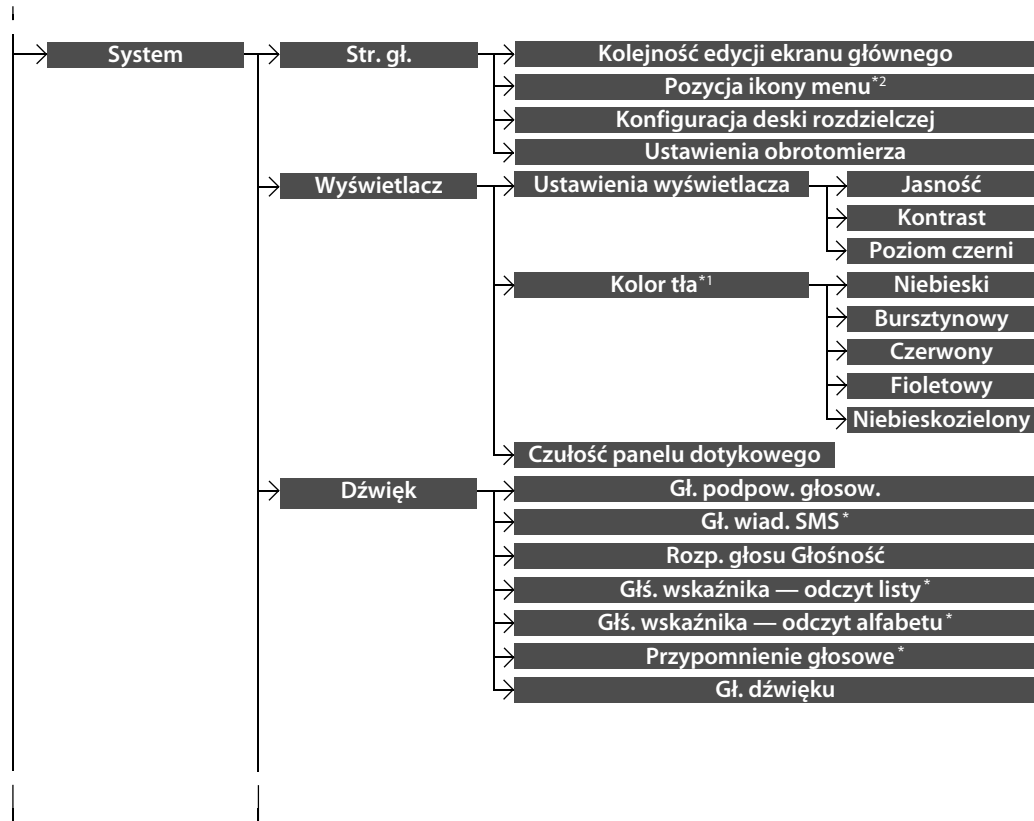 System
Str. gł.
Kolejność edycji ekranu głównego
Pozycja ikony menu*2
Konfiguracja deski rozdzielczej
Ustawienia obrotomierza
Wyświetlacz
Ustawienia wyświetlacza
Jasność
Kontrast
Poziom czerni
Kolor tła*1
Niebieski
Bursztynowy
Czerwony
Fioletowy
Niebieskozielony
Czułość panelu dotykowego
Dźwięk
Gł. podpow. głosow.
Gł. wiad. SMS*
Rozp. głosu Głośność
Głś. wskaźnika — odczyt listy*
Głś. wskaźnika — odczyt alfabetu*
Przypomnienie głosowe*
Gł. dźwięku